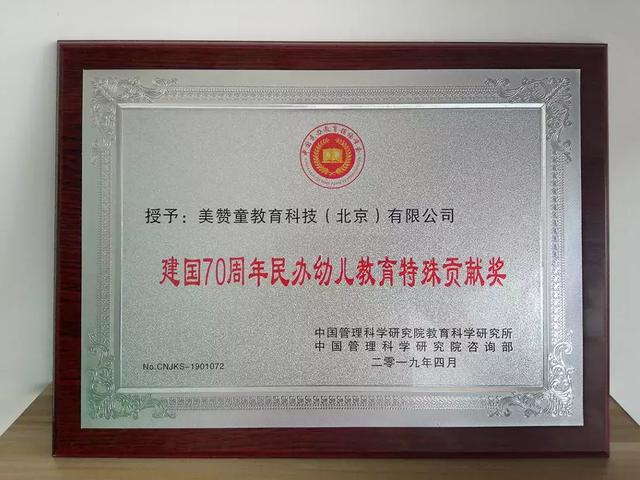 授予：美赞童教育科技（北京）有限公司
建国70周年民办幼儿教育特殊贡献奖
中国管理科学研究院教育科学研究所
中国管理科学研究院咨询部
No.CNJKS-1901072
二零一九年四月